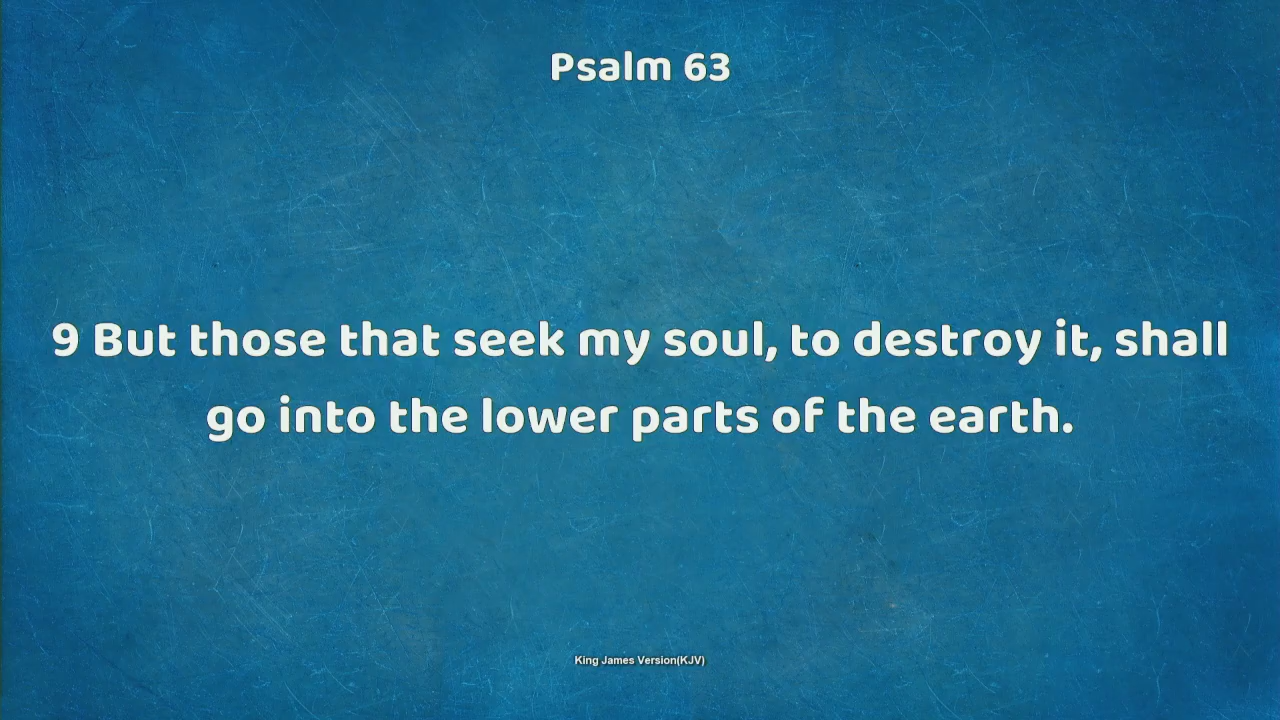 Psalm 63
9 But those that seek my soul, to destroy it, shall
go into the lower parts of the earth.
King James Version(KJV)